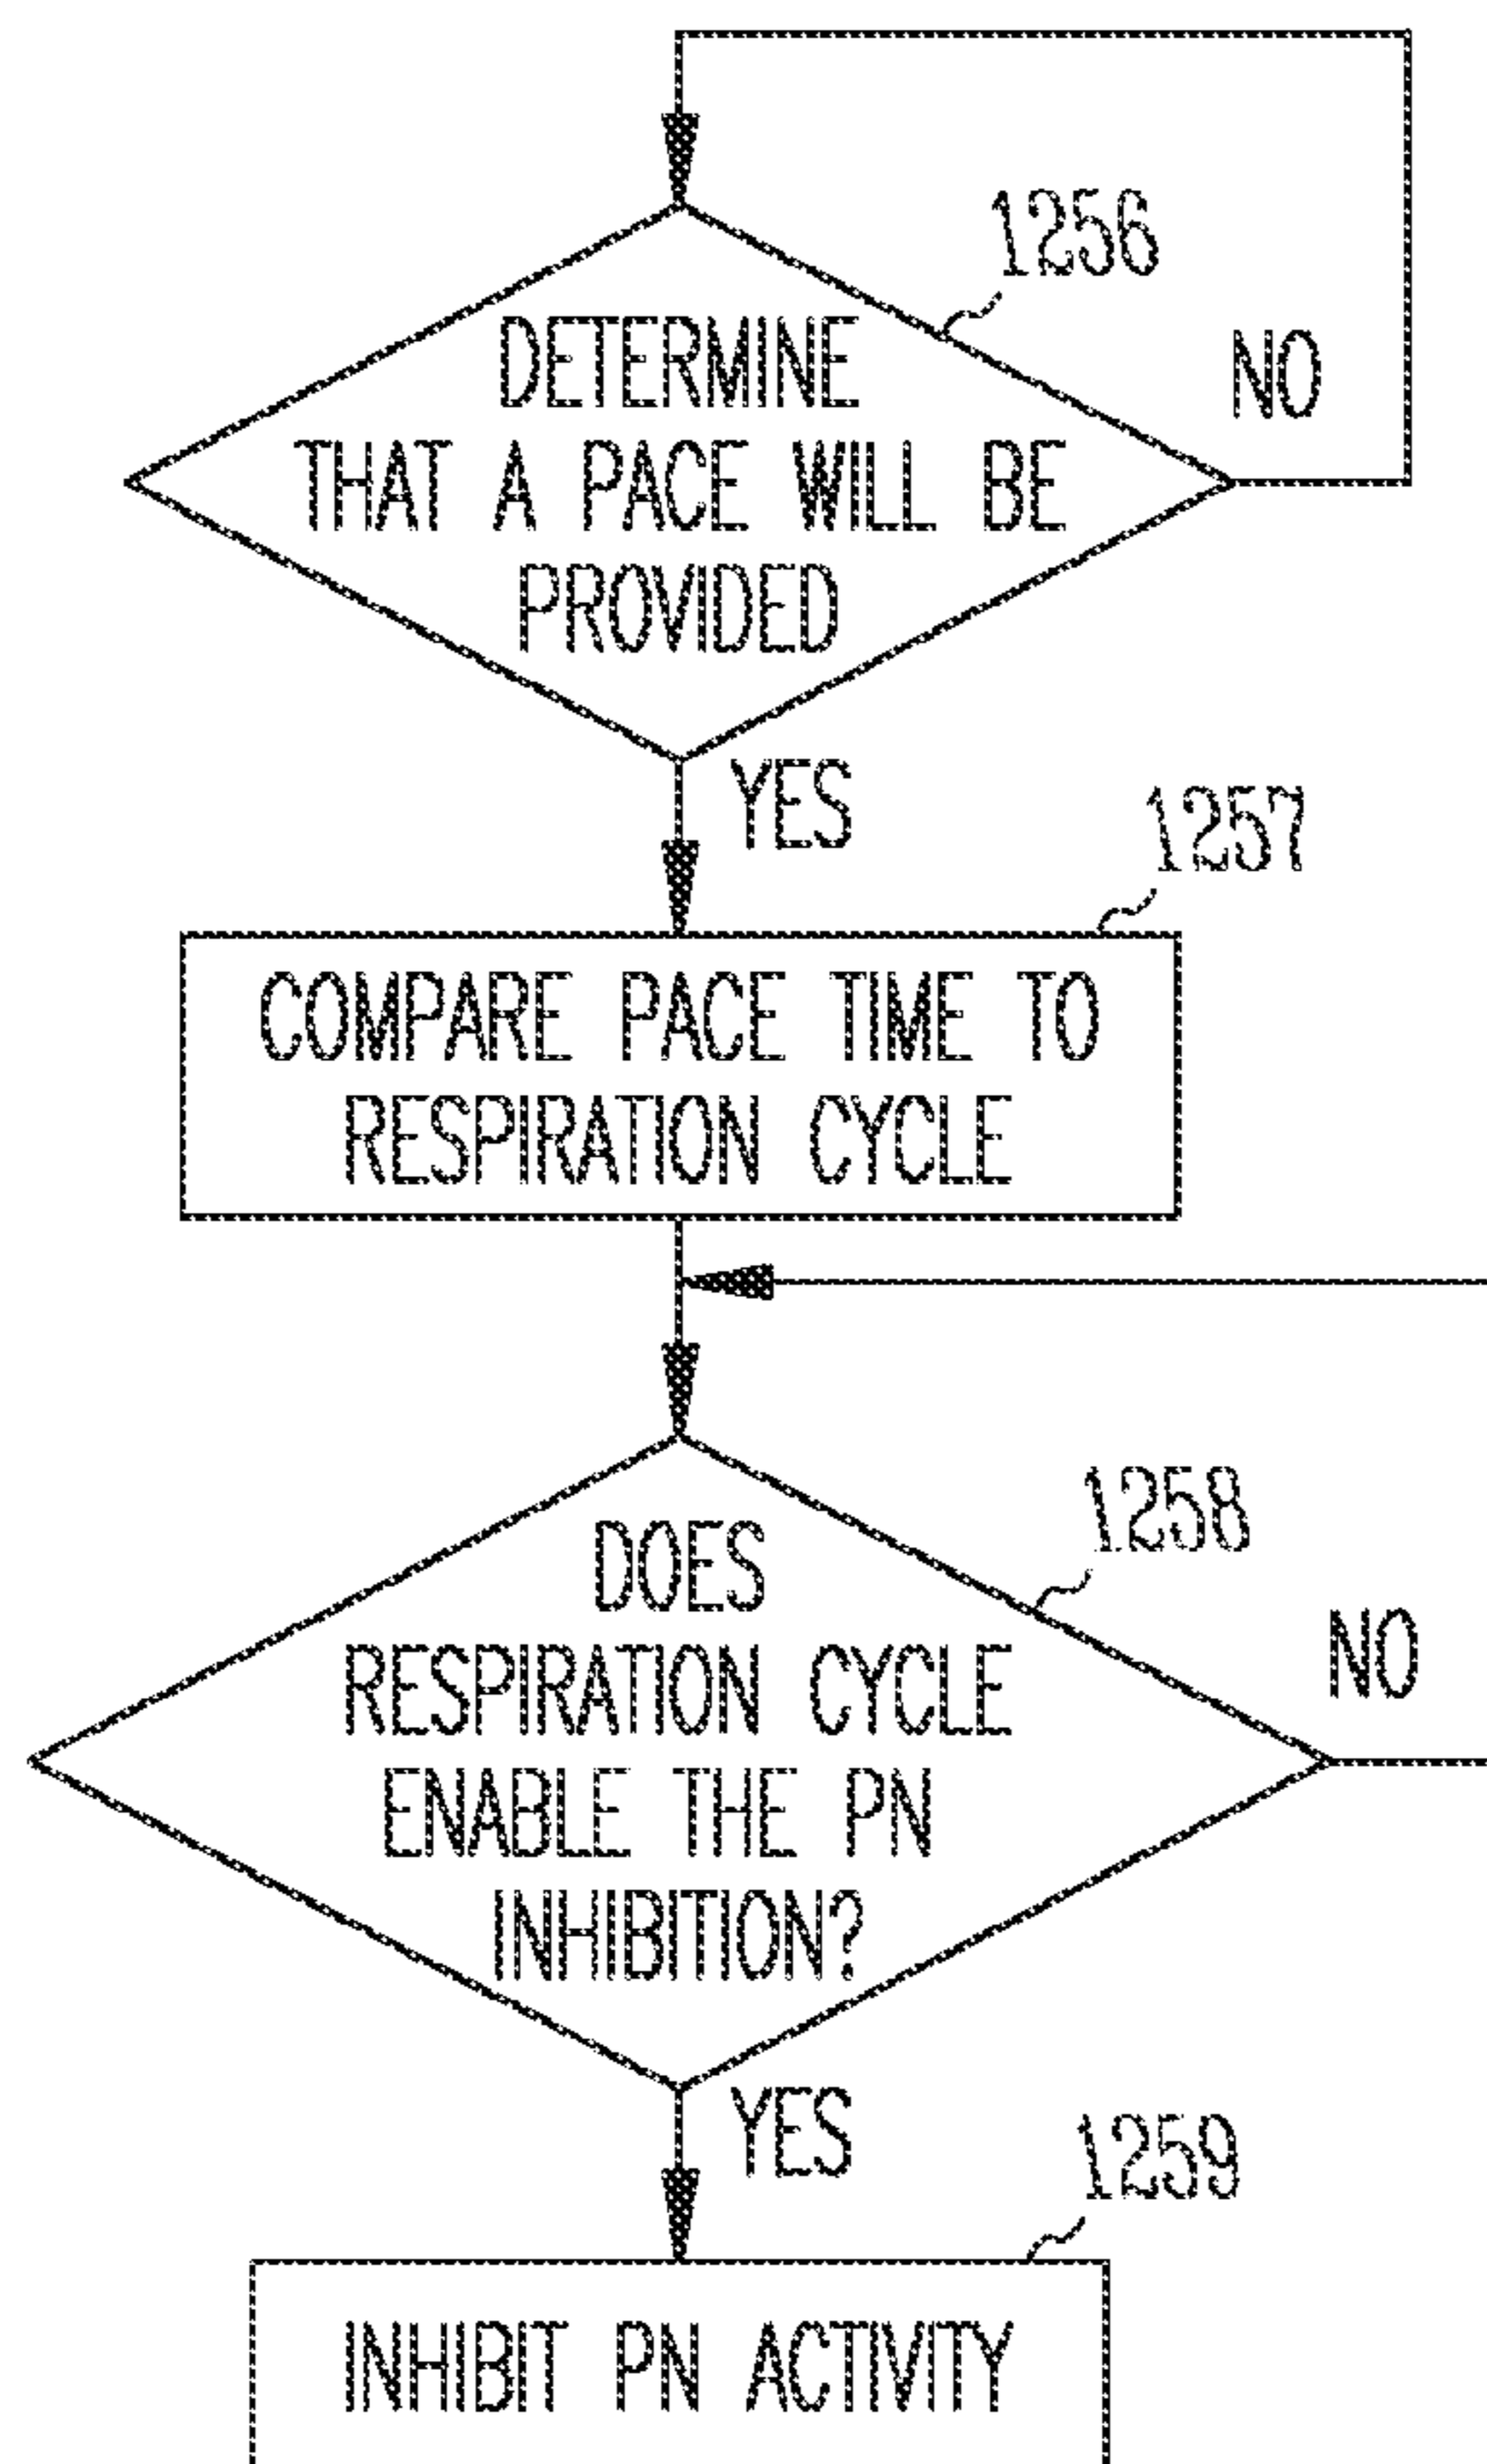 1256
DETERMINE
THAT A PACE WILL BE
PROVIDED
NO
YES
1257
COMPARE PACE TIME TO
RESPIRATION CYCLE
1258
DOES
RESPIRATION CYCLE
ENABLE THE PN
INHIBITION?
NO
YES
1259
INHIBIT PN ACTIVITY